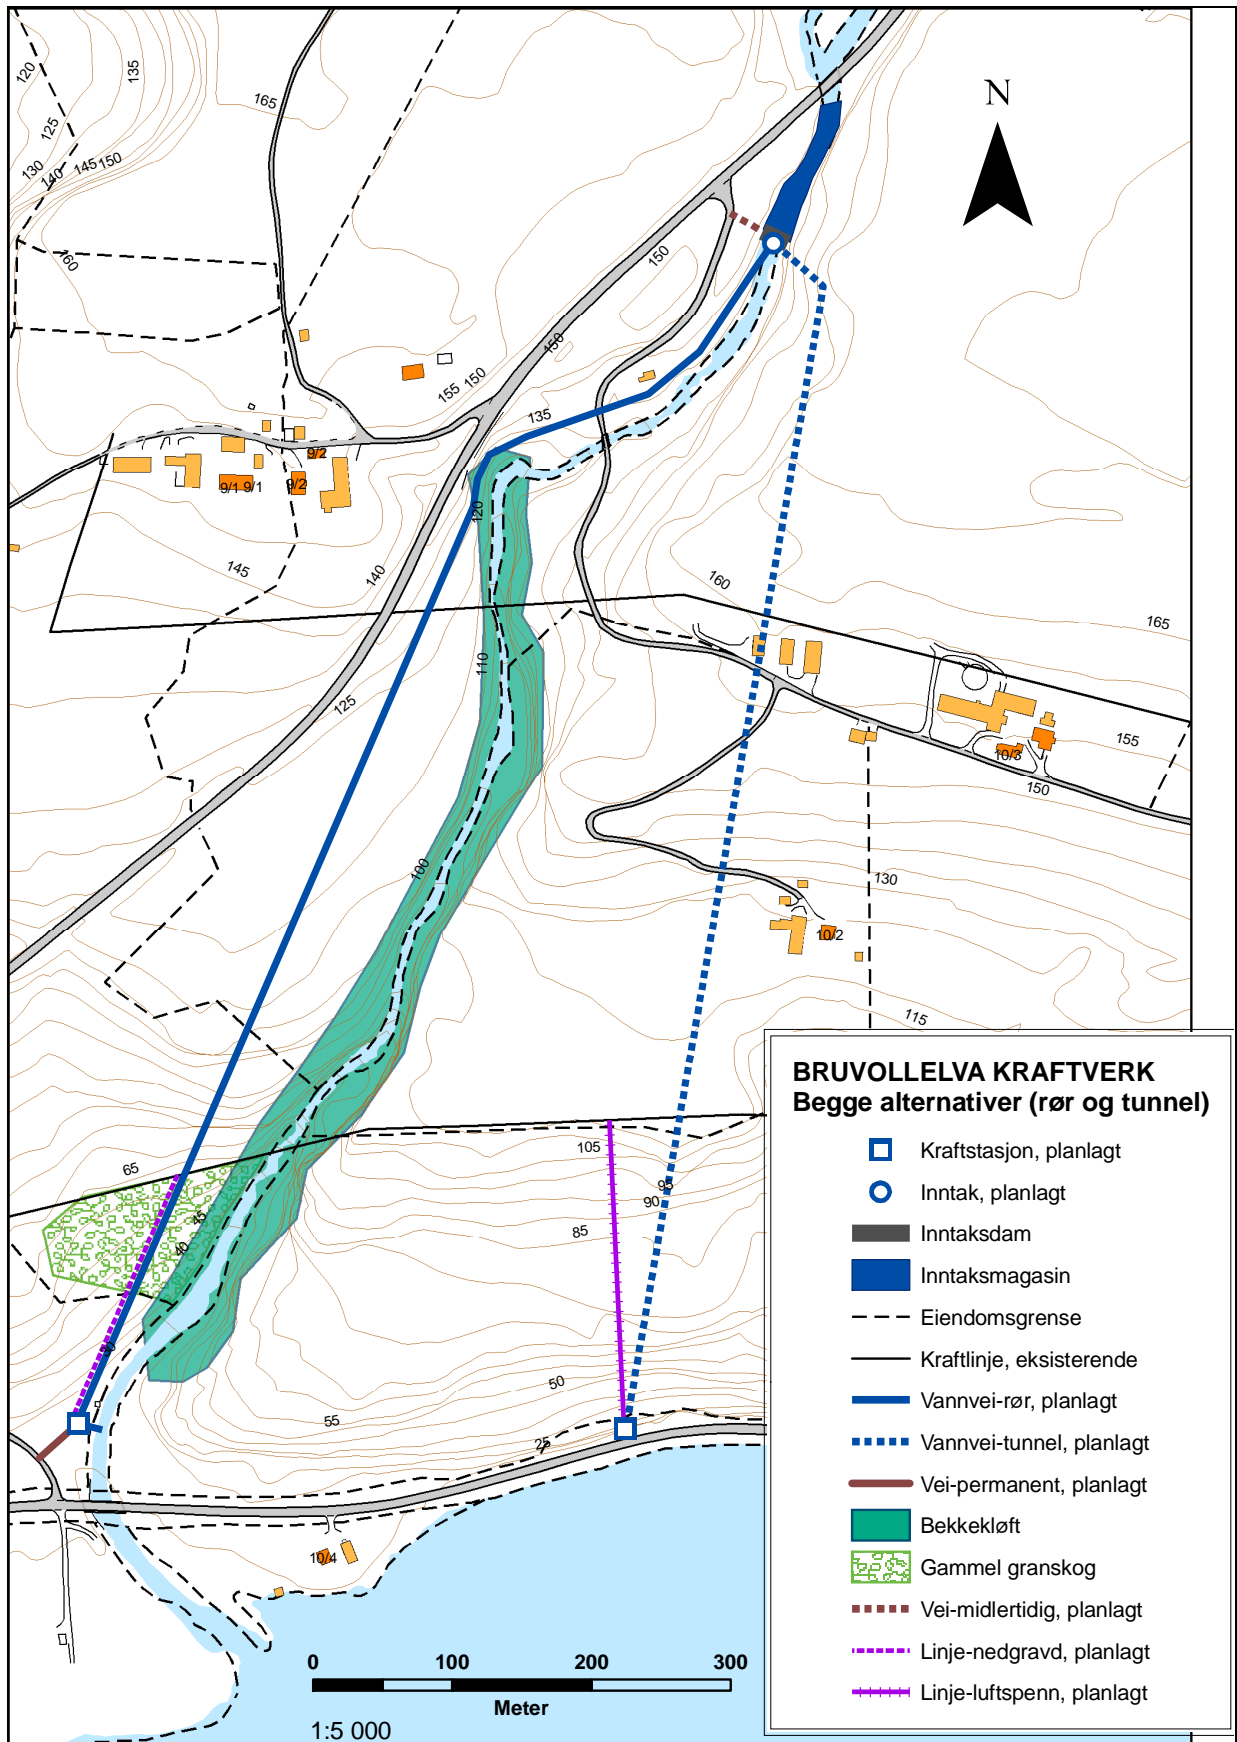 120
135
125
165
130
140
145
150
160
N
150
150
155
150
135
9/2
9/1
9/1
9/2
120
145
140
160
165
110
125
155
10/3
150
100
130
10/2
115
65
105
95
90
85
45
40
30
50
55
25
10/4
BRUVOLLELVA KRAFTVERK
Begge alternativer (rør og tunnel)
Kraftstasjon, planlagt
Inntak, planlagt
Inntaksdam
Inntaksmagasin
Eiendomsgrense
Kraftlinje, eksisterende
Vannvei-rør, planlagt
Vannvei-tunnel, planlagt
Vei-permanent, planlagt
Bekkekløft
Gammel granskog
Vei-midlertidig, planlagt
Linje-nedgravd, planlagt
Linje-luftspenn, planlagt
0 100 200 300
Meter
1:5 000